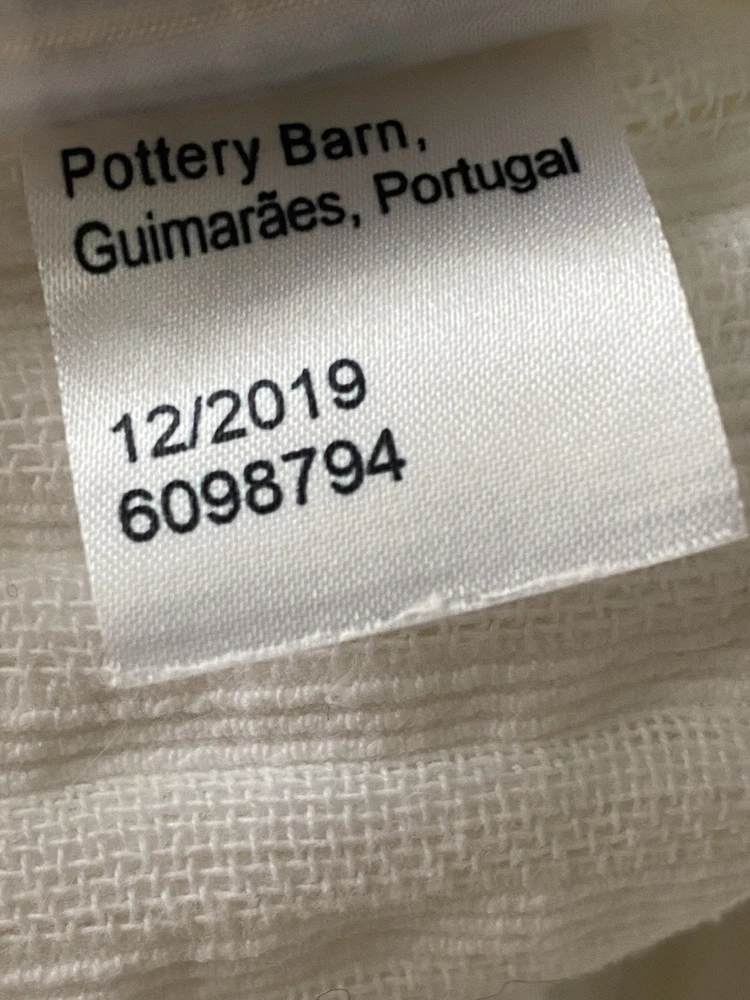 Pottery Barn,
Guimarães, Portugal
12/2019
6098794